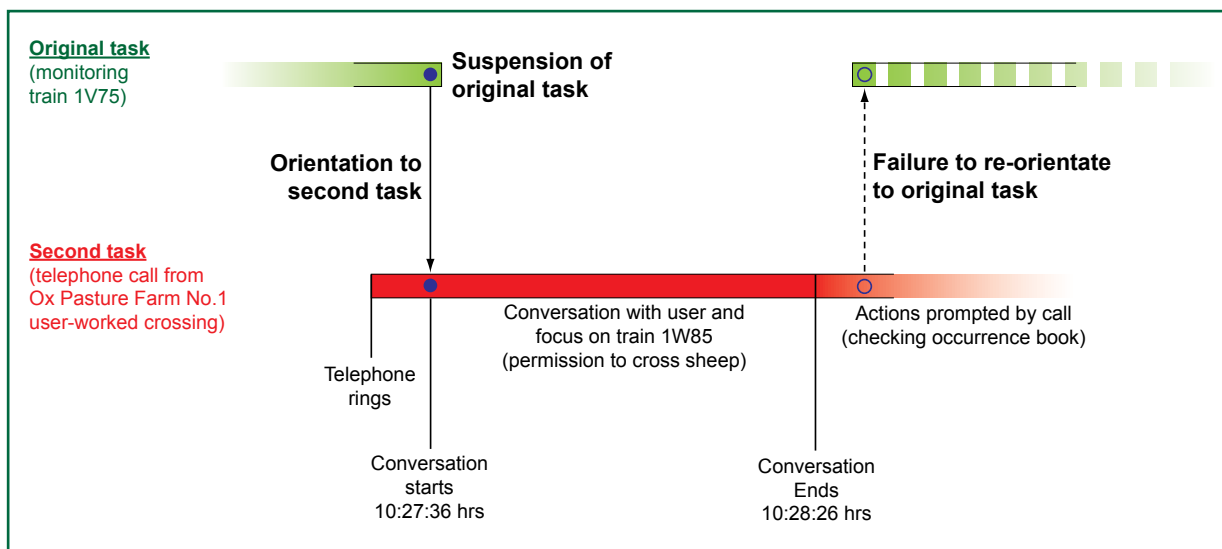 Original task
(monitoring
train 1V75)
Suspension of
original task
Orientation to
second task
Failure to re-orientate
to original task
Second task
(telephone call from
Ox Pasture Farm No.1
user-worked crossing)
Conversation with user and
focus on train 1W85
(permission to cross sheep)
Actions prompted by call
(checking occurrence book)
Telephone
rings
Conversation
starts
10:27:36 hrs
Conversation
Ends
10:28:26 hrs